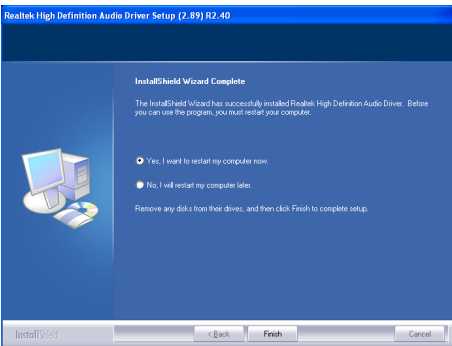 Realtek High Definition Audio Driver Setup (2.89) R2.40
InstallShield Wizard Complete
The InstallShield Wizard has successfully installed Realtek High Definition Audio Driver. Before
you can use the program, you must restart your computer.
Yes, I want to restart my computer now.
No, I will restart my computer later.
Remove any disks from their drives, and then click Finish to complete setup.
InstallShield
< Back
Finish
Cancel